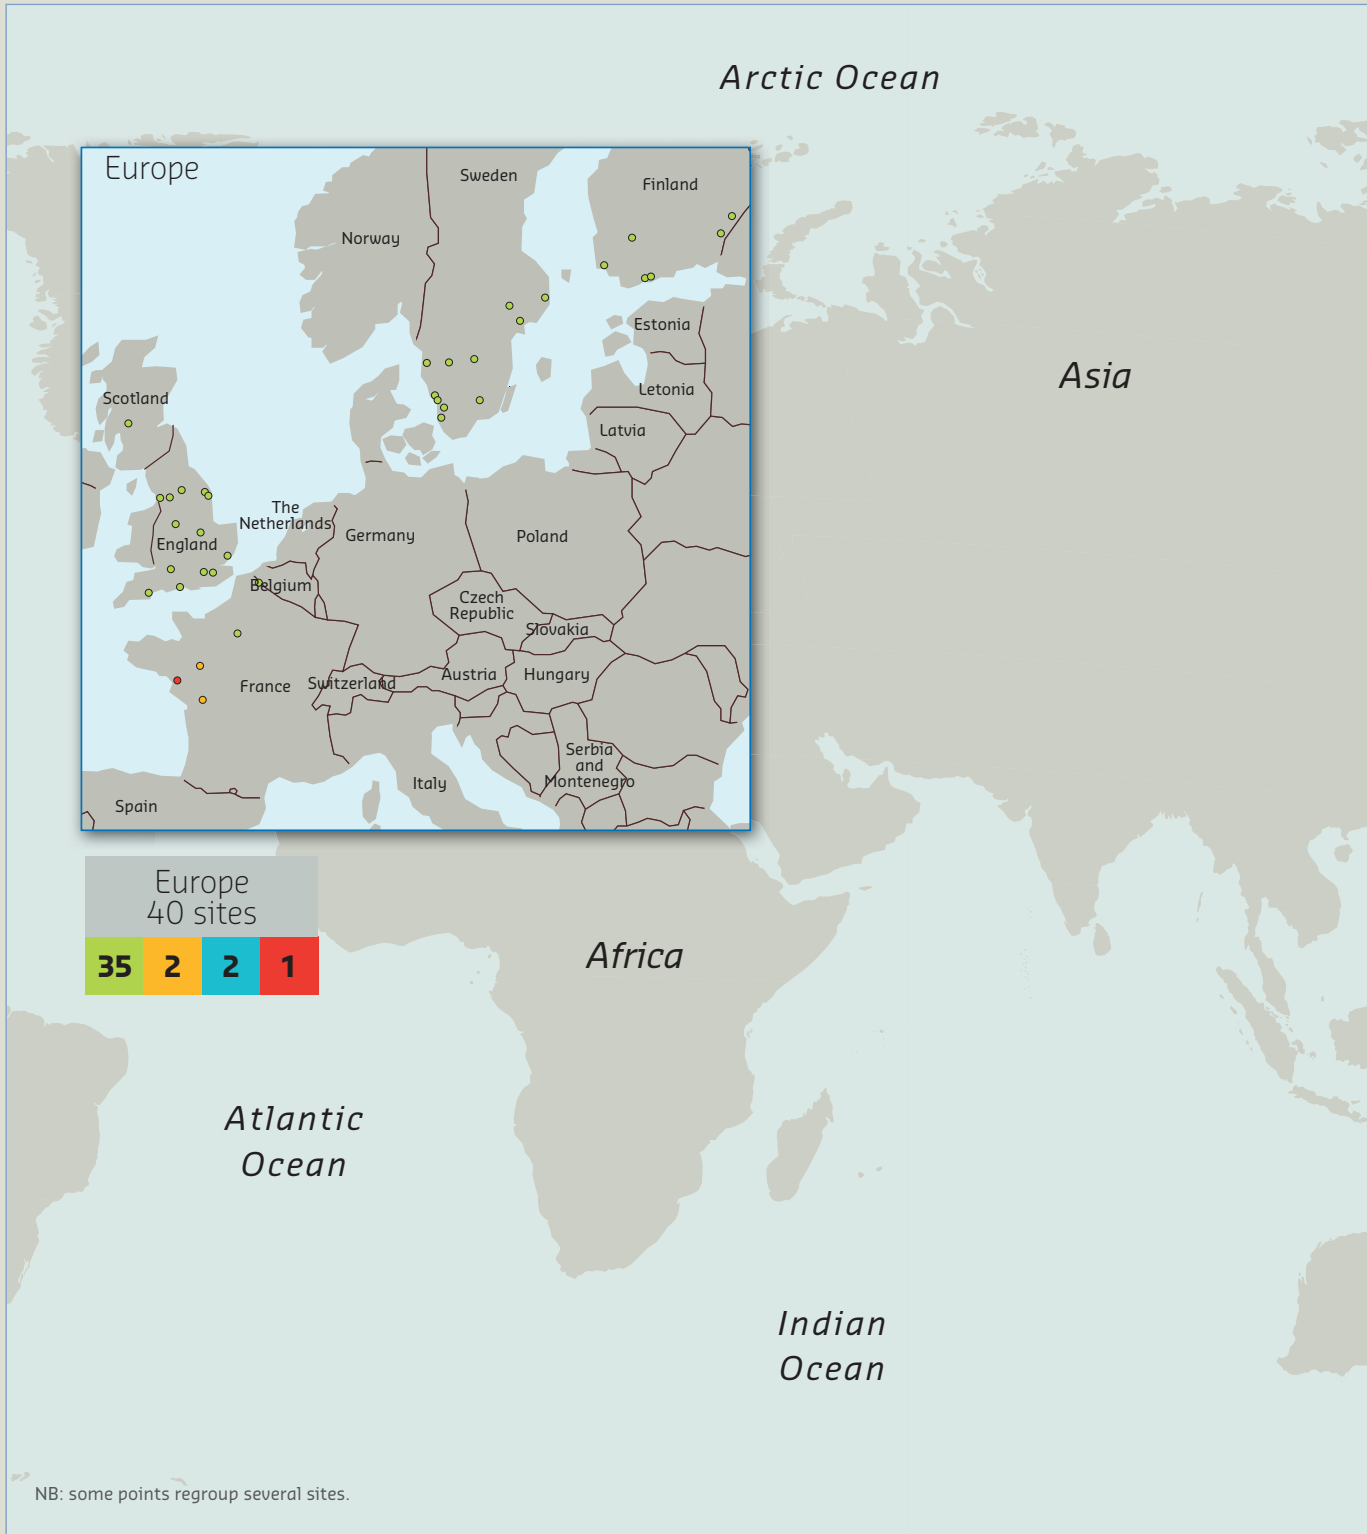 Arctic Ocean
Europe
Sweden
Finland
Norway
Estonia
Letonia
Latvia
Scotland
The
Netherlands
England
Germany
Poland
Belgium
Czech
Republic
Slovakia
France
Switzerland
Austria
Hungary
Serbia
and
Montenegro
Italy
Spain
Asia
Europe
40 sites
35 2 2 1
Africa
Atlantic
Ocean
Indian
Ocean
NB: some points regroup several sites.